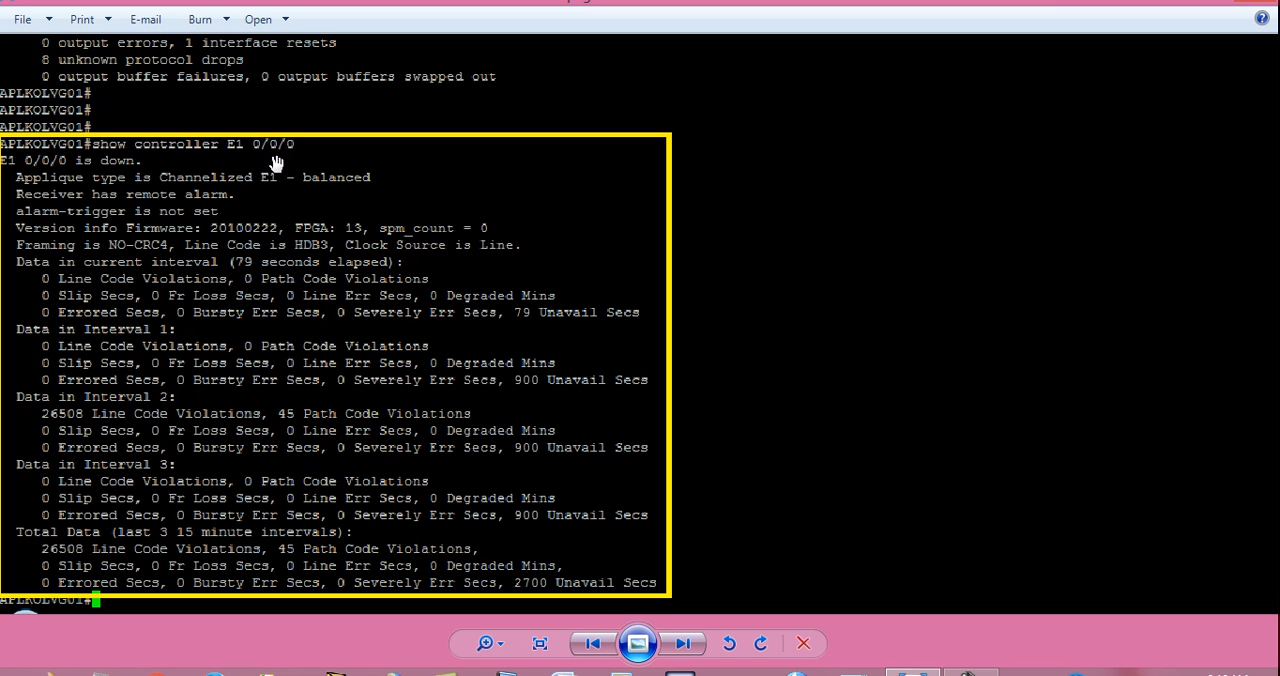 File Print E-mail Burn Open
0 output errors, 1 interface resets
8 unknown protocol drops
0 output buffer failures, 0 output buffers swapped out
APLKOLVG01#
APLKOLVG01#
APLKOLVG01#
APLKOLVG01#show controller E1 0/0/0
E1 0/0/0 is down.
Applique type is Channelized E1 - balanced
Receiver has remote alarm.
alarm-trigger is not set
Version info Firmware: 20100222, FPGA: 13, spm_count = 0
Framing is NO-CRC4, Line Code is HDB3, Clock Source is Line.
Data in current interval (79 seconds elapsed):
0 Line Code Violations, 0 Path Code Violations
0 Slip Secs, 0 Fr Loss Secs, 0 Line Err Secs, 0 Degraded Mins
0 Errored Secs, 0 Bursty Err Secs, 0 Severely Err Secs, 79 Unavail Secs
Data in Interval 1:
0 Line Code Violations, 0 Path Code Violations
0 Slip Secs, 0 Fr Loss Secs, 0 Line Err Secs, 0 Degraded Mins
0 Errored Secs, 0 Bursty Err Secs, 0 Severely Err Secs, 900 Unavail Secs
Data in Interval 2:
26508 Line Code Violations, 45 Path Code Violations
0 Slip Secs, 0 Fr Loss Secs, 0 Line Err Secs, 0 Degraded Mins
0 Errored Secs, 0 Bursty Err Secs, 0 Severely Err Secs, 900 Unavail Secs
Data in Interval 3:
0 Line Code Violations, 0 Path Code Violations
0 Slip Secs, 0 Fr Loss Secs, 0 Line Err Secs, 0 Degraded Mins
0 Errored Secs, 0 Bursty Err Secs, 0 Severely Err Secs, 900 Unavail Secs
Total Data (last 3 15 minute intervals):
26508 Line Code Violations, 45 Path Code Violations,
0 Slip Secs, 0 Fr Loss Secs, 0 Line Err Secs, 0 Degraded Mins,
0 Errored Secs, 0 Bursty Err Secs, 0 Severely Err Secs, 2700 Unavail Secs
APLKOLVG01#